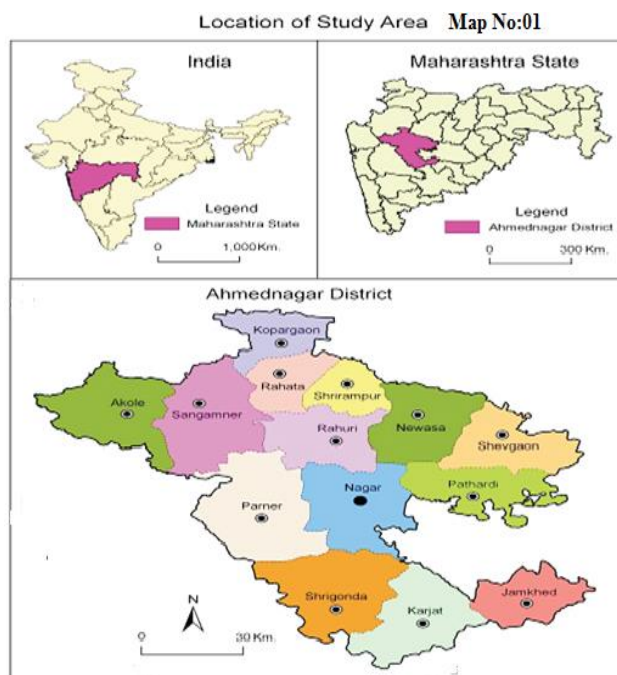 Location of Study Area Map No:01
India
Legend
Maharashtra State
0 1,000 Km.
Maharashtra State
Legend
Ahmednagar District
0 300 Km.
Ahmednagar District
Kopargaon
Rahata
Shrirampur
Akole
Sangamner
Newasa
Rahuri
Shevgaon
Nagar
Pathardi
Parner
Jamkhed
Shrigonda
Karjat
N
0 30 Km.